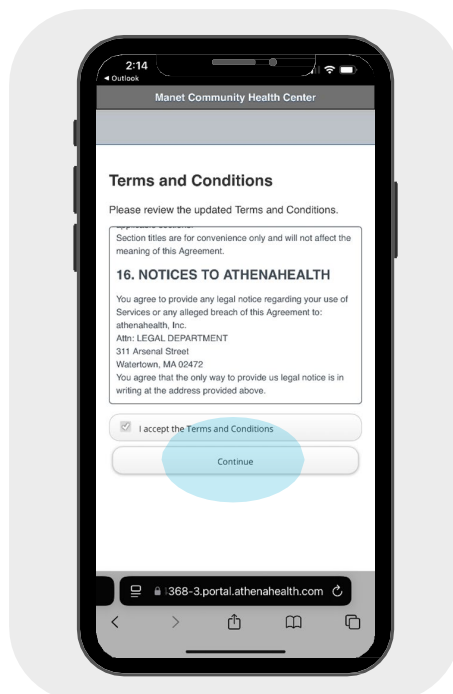 2:14
◀ Outlook
Manet Community Health Center
Terms and Conditions
Please review the updated Terms and Conditions.
Section titles are for convenience only and will not affect the
meaning of this Agreement.
16. NOTICES TO ATHENAHEALTH
You agree to provide any legal notice regarding your use of
Services or any alleged breach of this Agreement to:
athenahealth, Inc.
Attn: LEGAL DEPARTMENT
311 Arsenal Street
Watertown, MA 02472
You agree that the only way to provide us legal notice is in
writing at the address provided above.
I accept the Terms and Conditions
Continue
368-3.portal.athenahealth.com